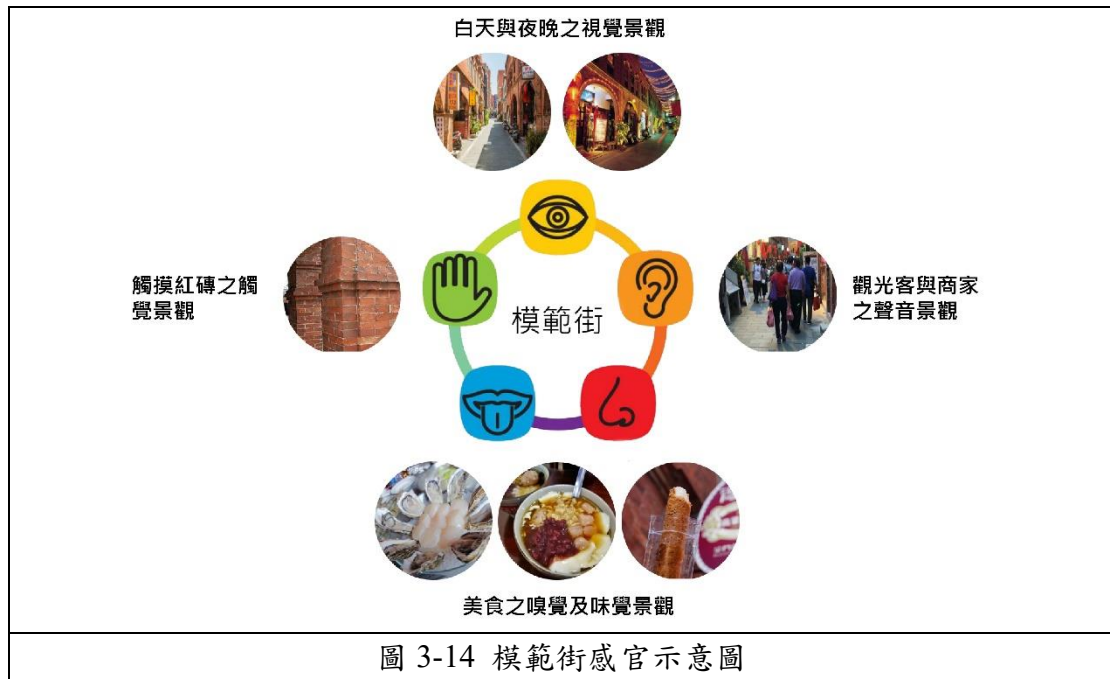 白天與夜晚之視覺景觀
觸摸紅磚之觸
覺景觀
模範街
觀光客與商家
之聲音景觀
美食之嗅覺及味覺景觀
圖 3-14 模範街感官示意圖